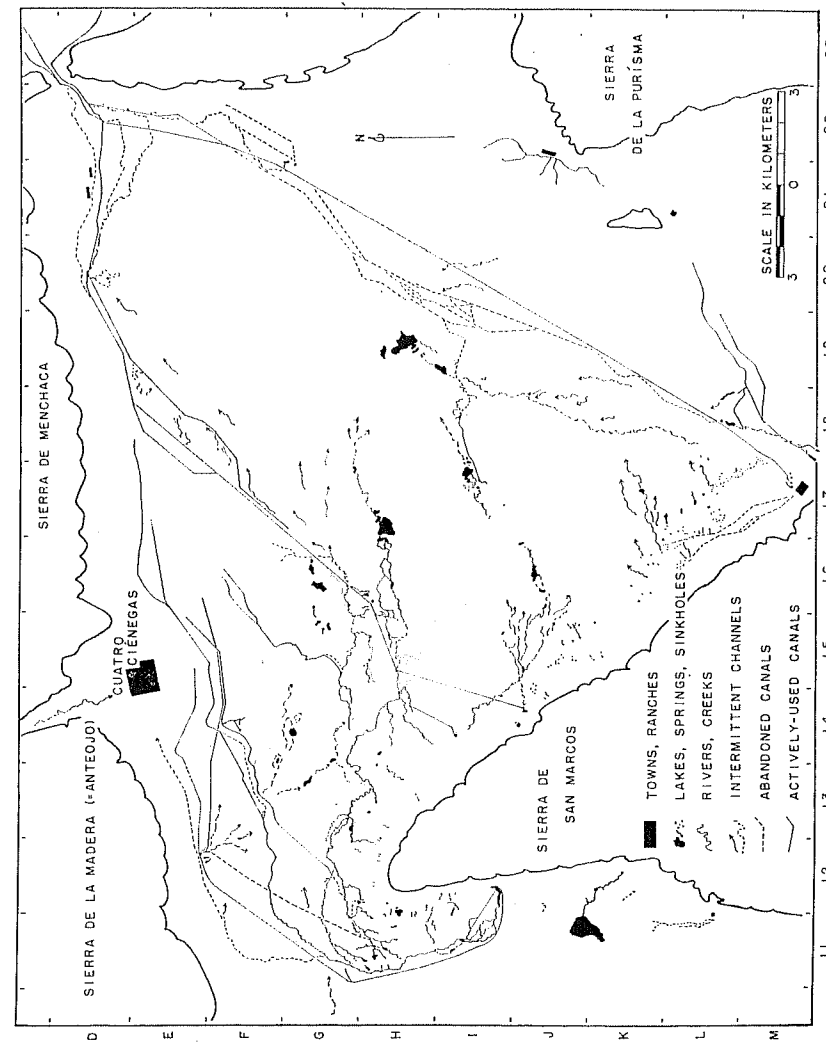 SIERRA DE LA MADERA (=ANTEOJO)
CUATRO
CIÉNEGAS
SIERRA DE MENCHACA
SIERRA DE
SAN MARCOS
SIERRA
DE LA PURÍSMA
N
SCALE IN KILOMETERS
3 0 3
TOWNS, RANCHES
LAKES, SPRINGS, SINKHOLES
RIVERS, CREEKS
INTERMITTENT CHANNELS
ABANDONED CANALS
ACTIVELY-USED CANALS
D
E
F
G
H
I
J
K
L
M